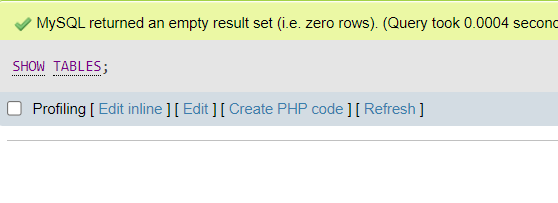 MySQL returned an empty result set (i.e. zero rows). (Query took 0.0004 second
SHOW TABLES;
Profiling [ Edit inline ] [ Edit ] [ Create PHP code ] [ Refresh ]